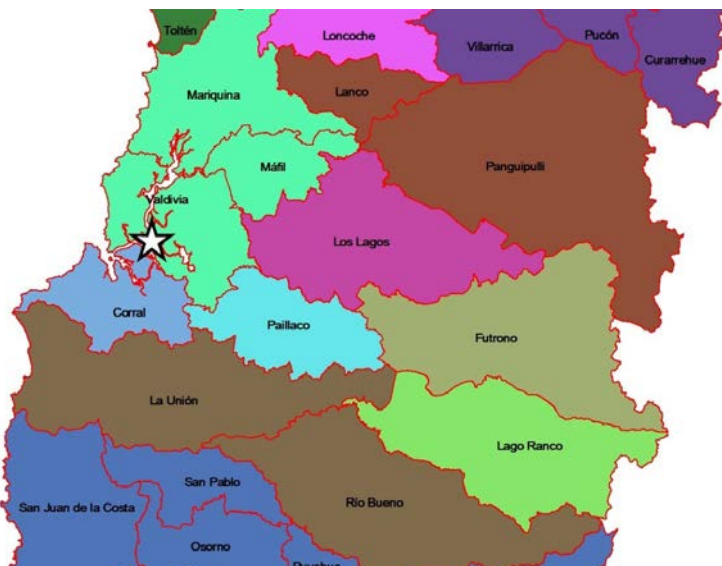 Toltén
Loncoche
Villarrica
Pucón
Curarrehue
Mariquina
Lanco
Máfil
Panguipulli
Valdivia
Los Lagos
Corral
Paillaco
Futrono
La Unión
Lago Ranco
San Pablo
Río Bueno
San Juan de la Costa
Osorno